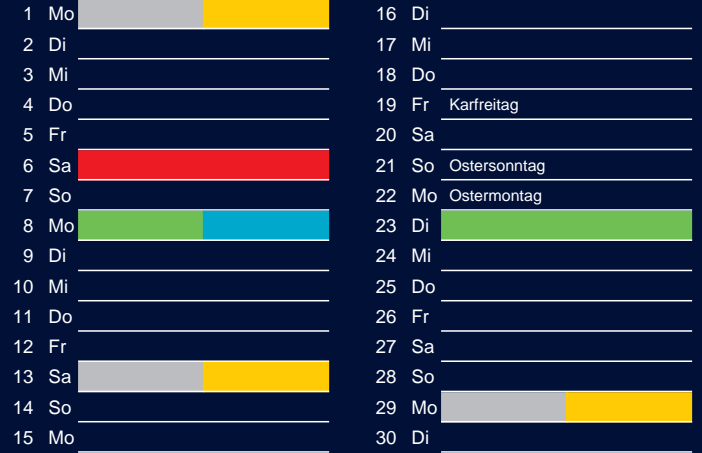 1 Mo
2 Di
3 Mi
4 Do
5 Fr
6 Sa
7 So
8 Mo
9 Di
10 Mi
11 Do
12 Fr
13 Sa
14 So
15 Mo
16 Di
17 Mi
18 Do
19 Fr Karfreitag
20 Sa
21 So Ostersonntag
22 Mo Ostermontag
23 Di
24 Mi
25 Do
26 Fr
27 Sa
28 So
29 Mo
30 Di